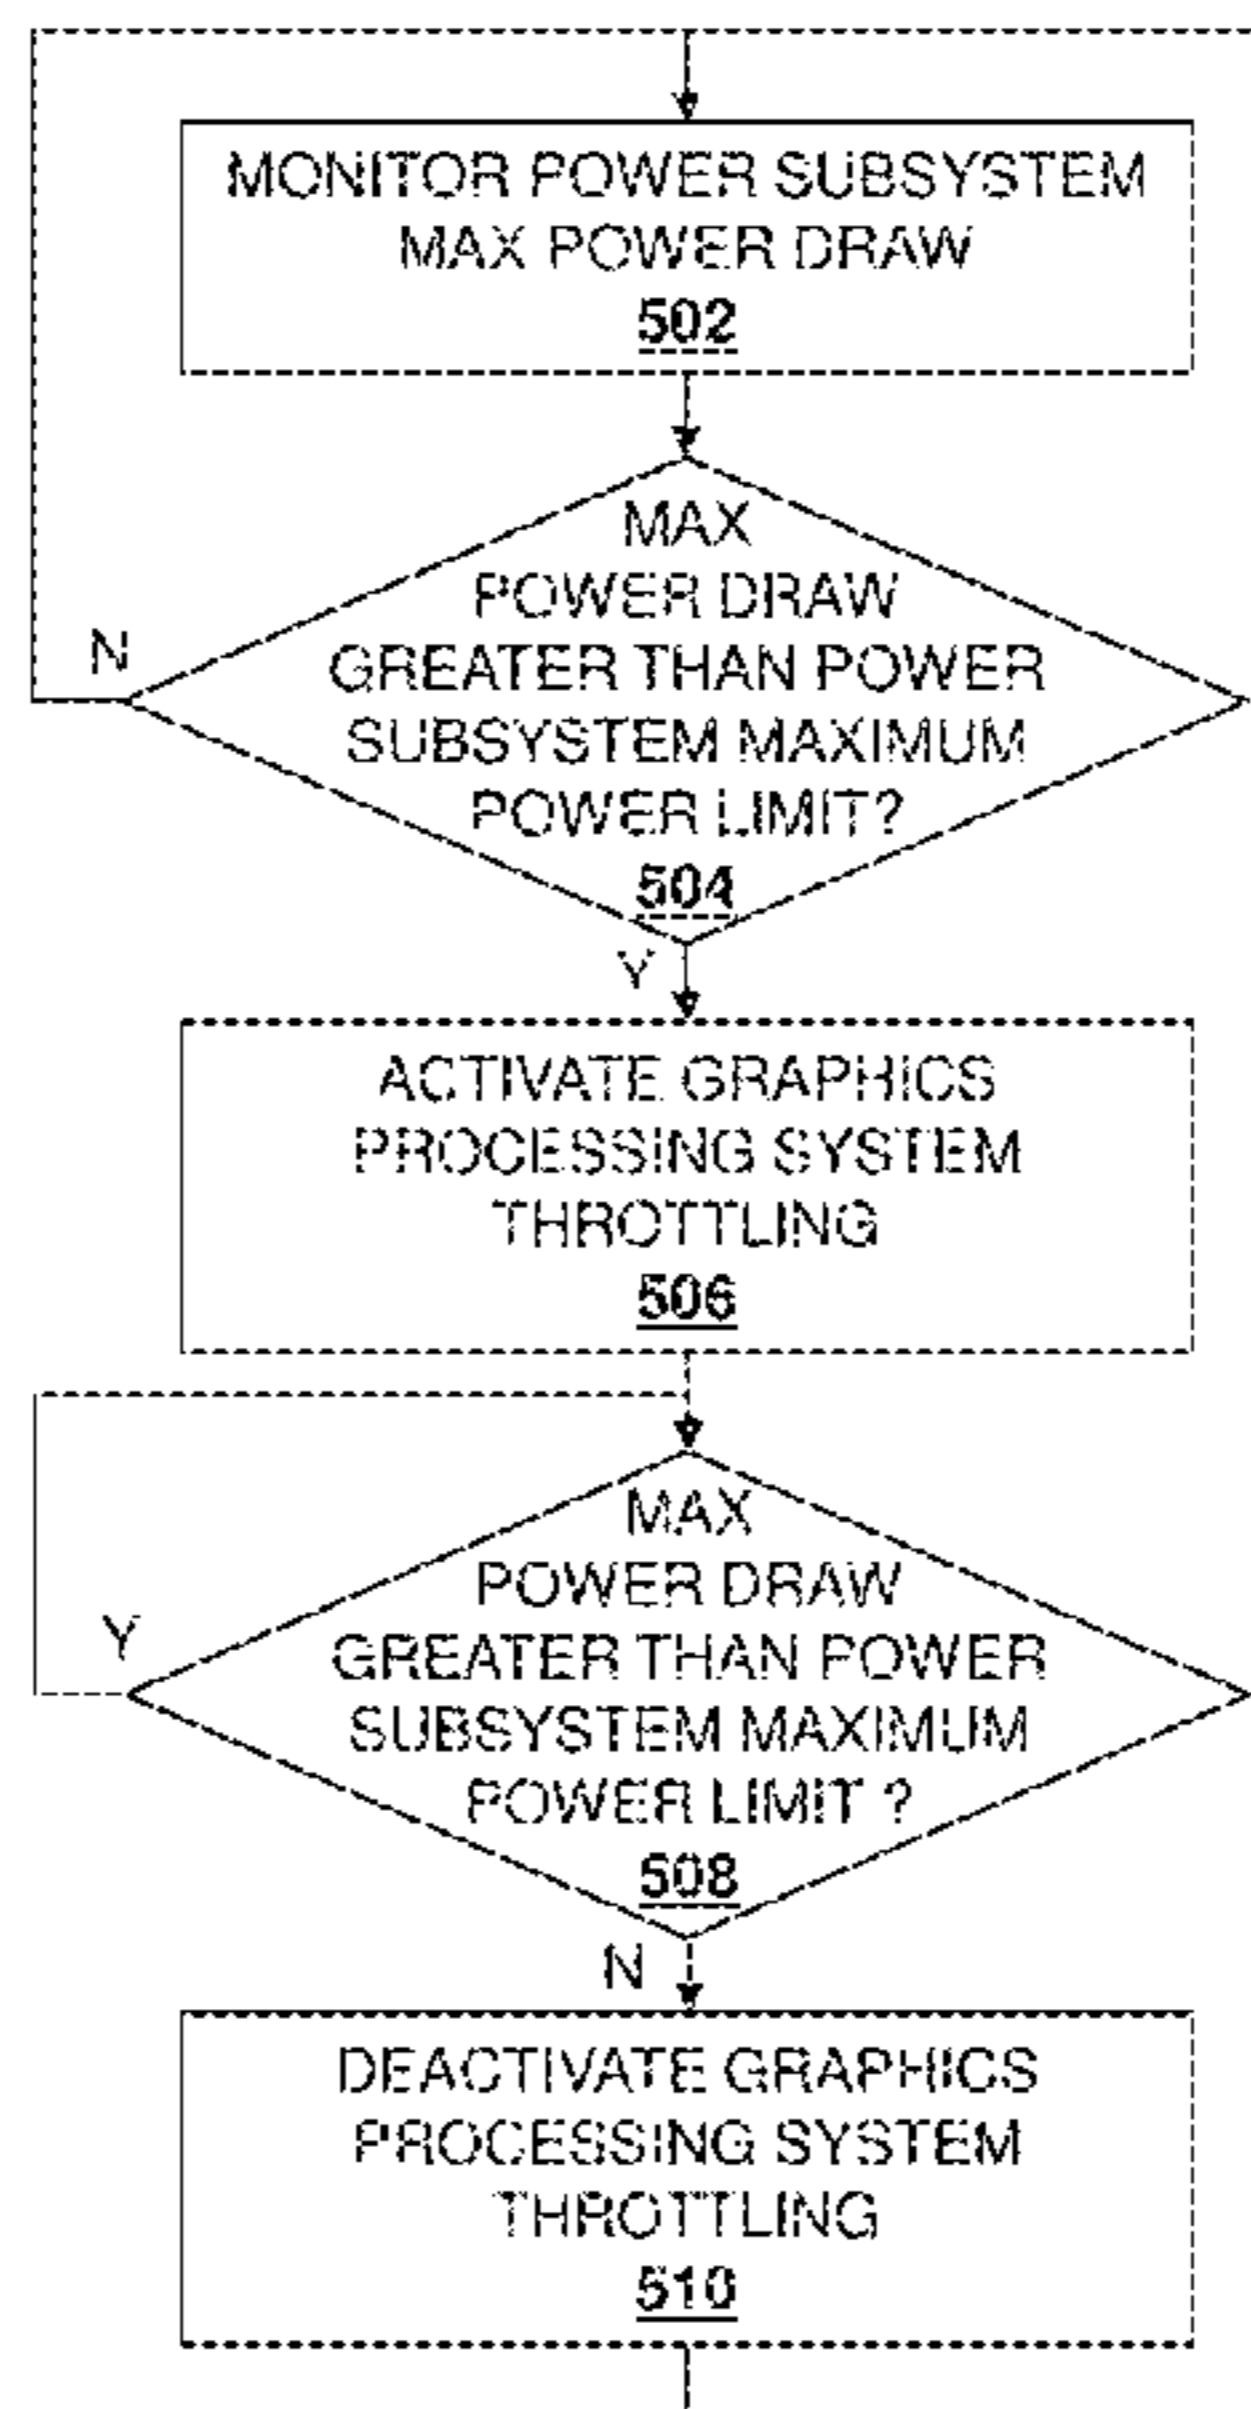 MONITOR POWER SUBSYSTEM
MAX POWER DRAW
502
MAX
POWER DRAW
GREATER THAN POWER
SUBSYSTEM MAXIMUM
POWER LIMIT?
504
N
Y
ACTIVATE GRAPHICS
PROCESSING SYSTEM
THROTTLING
506
MAX
POWER DRAW
GREATER THAN POWER
SUBSYSTEM MAXIMUM
POWER LIMIT ?
508
Y
N
DEACTIVATE GRAPHICS
PROCESSING SYSTEM
THROTTLING
510